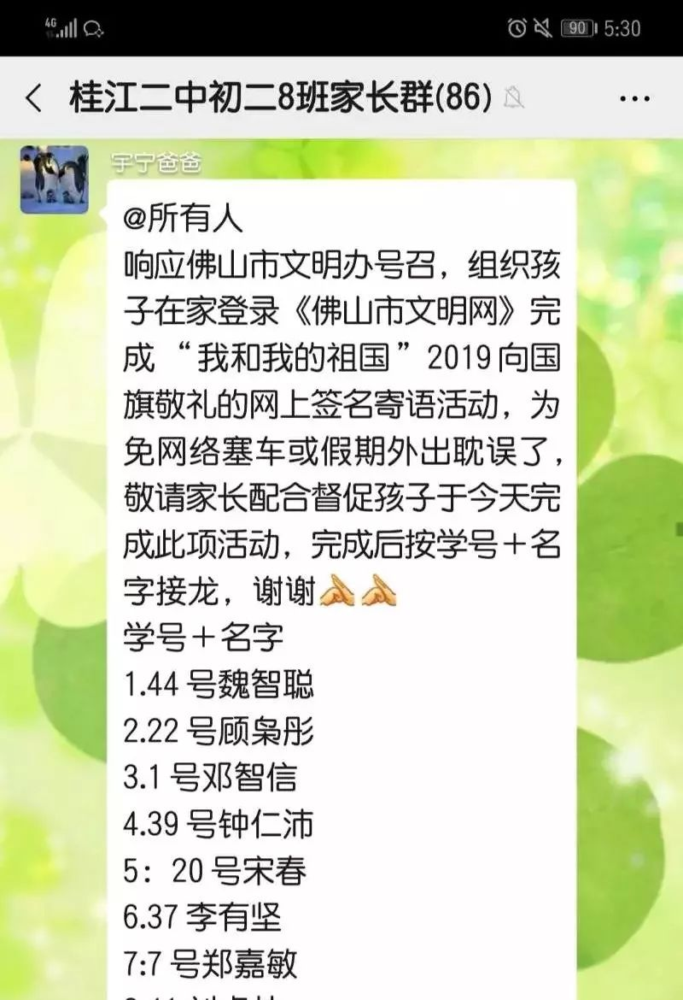 4G 90 5:30
桂江二中初二8班家长群(86)
宇宁爸爸
@所有人
响应佛山市文明办号召，组织孩
子在家登录《佛山市文明网》完
成“我和我的祖国”2019向国
旗敬礼的网上签名寄语活动，为
免网络塞车或假期外出耽误了，
敬请家长配合督促孩子于今天完
成此项活动，完成后按学号＋名
字接龙，谢谢
学号＋名字
1.44 号魏智聪
2.22 号顾枭彤
3.1 号邓智信
4.39 号钟仁沛
5：20 号宋春
6.37 李有坚
7:7 号郑嘉敏